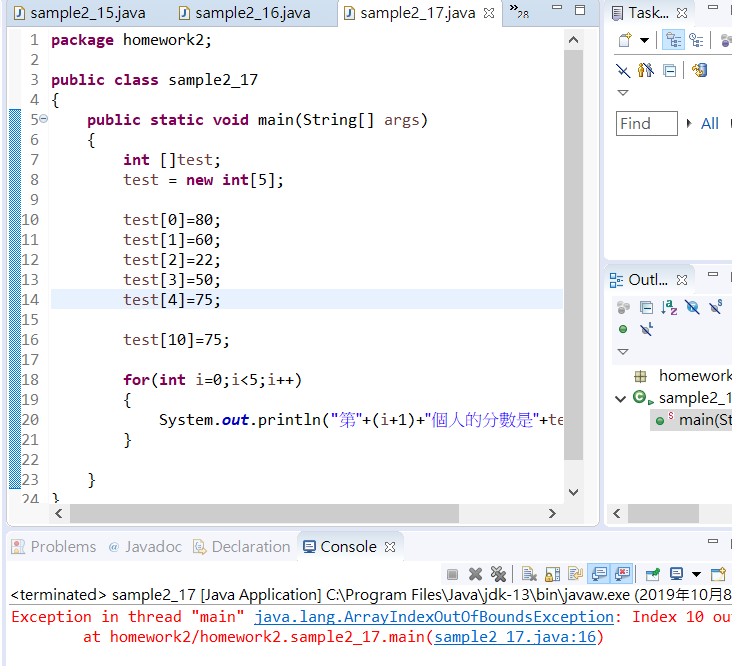 sample2_15.java sample2_16.java sample2_17.java »28
1 package homework2;
2
3 public class sample2_17
4 {
5 public static void main(String[] args)
6 {
7 int []test;
8 test = new int[5];
9
10 test[0]=80;
11 test[1]=60;
12 test[2]=22;
13 test[3]=50;
14 test[4]=75;
15
16 test[10]=75;
17
18 for(int i=0;i<5;i++)
19 {
20 System.out.println("第"+(i+1)+"個人的分數是"+te
21 }
22
23 }
24 }
Task...
Find All
Outl...
homework
sample2_1
main(St
Problems @ Javadoc Declaration Console
<terminated> sample2_17 [Java Application] C:\Program Files\Java\jdk-13\bin\javaw.exe (2019年10月8
Exception in thread "main" java.lang.ArrayIndexOutOfBoundsException: Index 10 ou
at homework2/homework2.sample2_17.main(sample2_17.java:16)